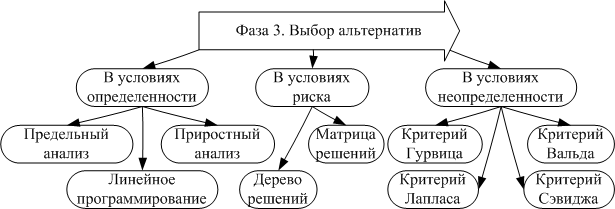 Фаза 3. Выбор альтернатив
В условиях
определенности
В условиях
риска
В условиях
неопределенности
Предельный
анализ
Приростный
анализ
Матрица
решений
Критерий
Гурвица
Критерий
Вальда
Линейное
программирование
Дерево
решений
Критерий
Лапласа
Критерий
Сэвиджа